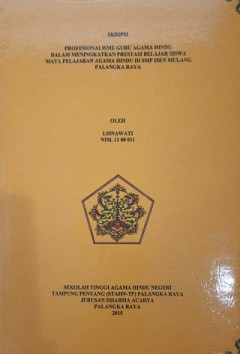 SKRIPSI
PROFESIONALISME GURU AGAMA HINDU
DALAM MENINGKATKAN PRESTASI BELAJAR SISWA
MATA PELAJARAN AGAMA HINDU DI SMP ISEN MULANG
PALANGKA RAYA
OLEH
LISNAWATI
NIM. 11 00 011
SEKOLAH TINGGI AGAMA HINDU NEGERI
TAMPUNG PENYANG (STAHN-TP) PALANGKA RAYA
JURUSAN DHARMA ACARYA
PALANGKA RAYA
2015